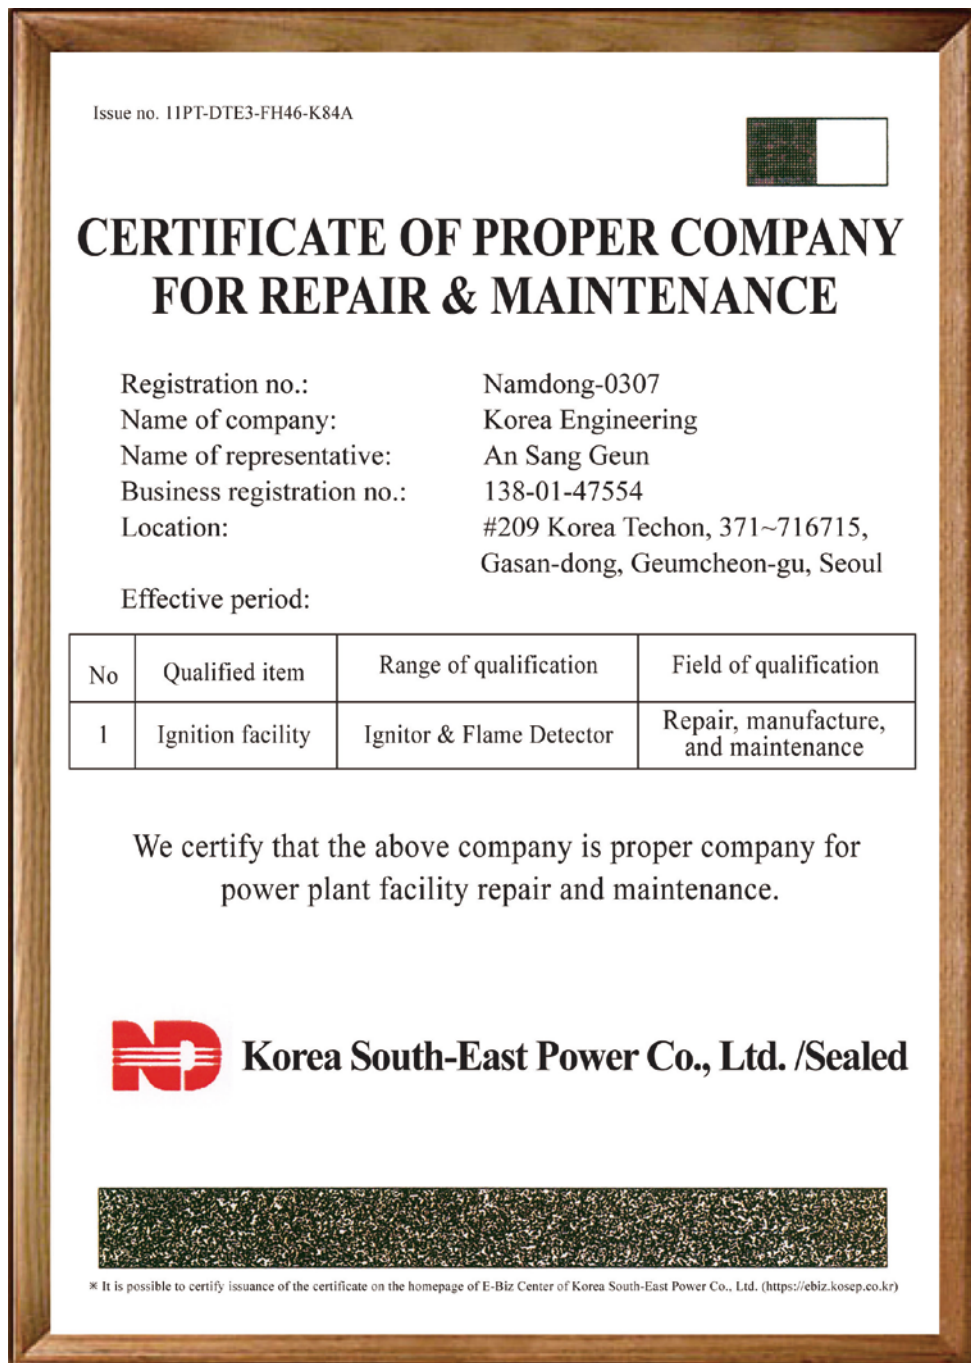 Issue no. 11PT-DTE3-FH46-K84A
CERTIFICATE OF PROPER COMPANY
FOR REPAIR & MAINTENANCE
Registration no.: Namdong-0307
Name of company: Korea Engineering
Name of representative: An Sang Geun
Business registration no.: 138-01-47554
Location: #209 Korea Techon, 371~716715,
Gasan-dong, Geumcheon-gu, Seoul
Effective period:
No Qualified item Range of qualification Field of qualification
1 Ignition facility Ignitor & Flame Detector Repair, manufacture,
and maintenance
We certify that the above company is proper company for
power plant facility repair and maintenance.
ND Korea South-East Power Co., Ltd. /Sealed
※ It is possible to certify issuance of the certificate on the homepage of E-Biz Center of Korea South-East Power Co., Ltd. (https://ebiz.kosep.co.kr)